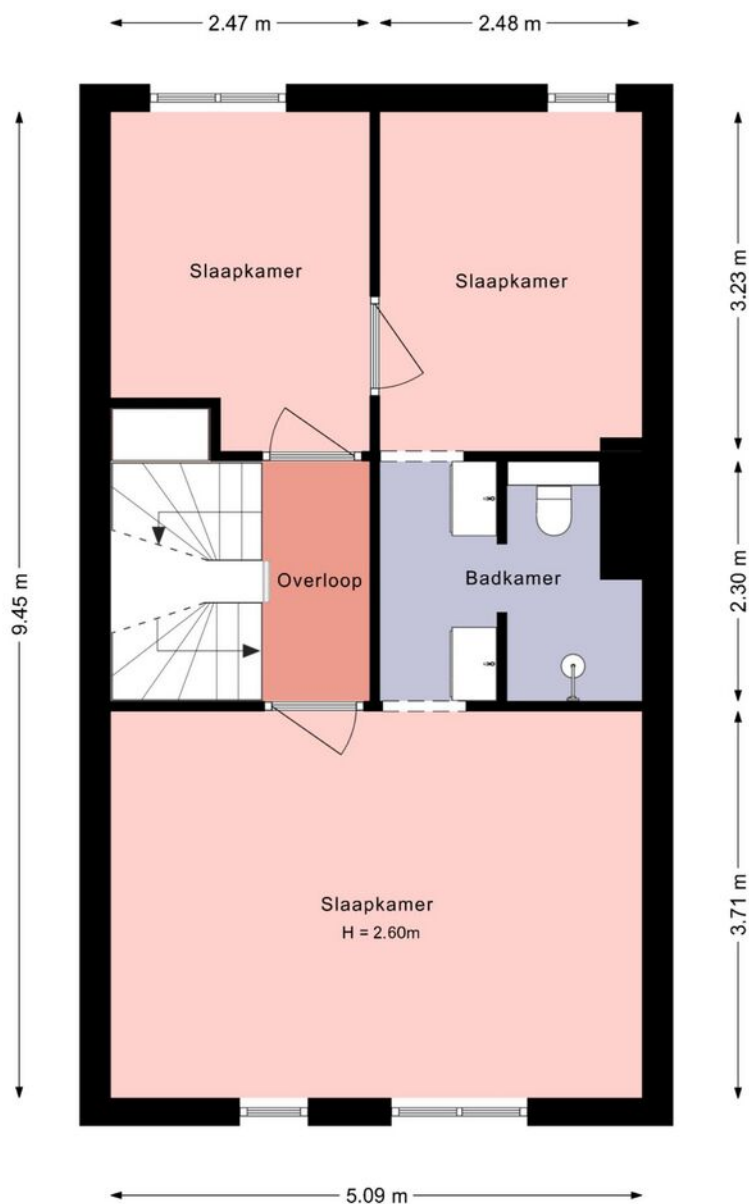 2.47 m
2.48 m
Slaapkamer
Slaapkamer
3.23 m
9.45 m
Overloop
Badkamer
2.30 m
Slaapkamer
H = 2.60m
3.71 m
5.09 m